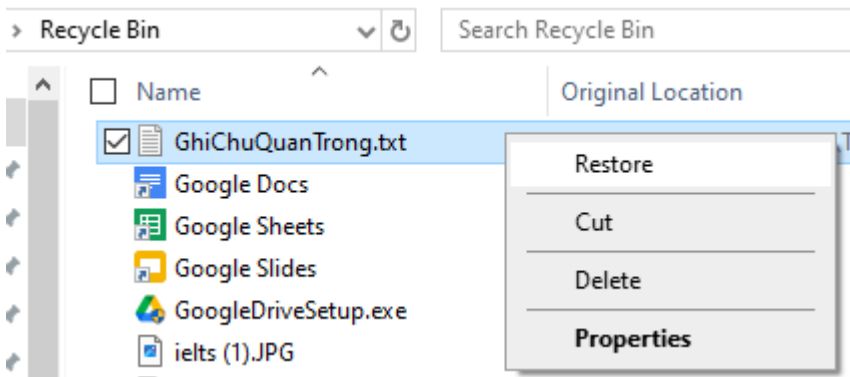 Recycle Bin
Search Recycle Bin
Name
Original Location
GhiChuQuanTrong.txt
Google Docs
Google Sheets
Google Slides
GoogleDriveSetup.exe
ielts (1).JPG
Restore
Cut
Delete
Properties